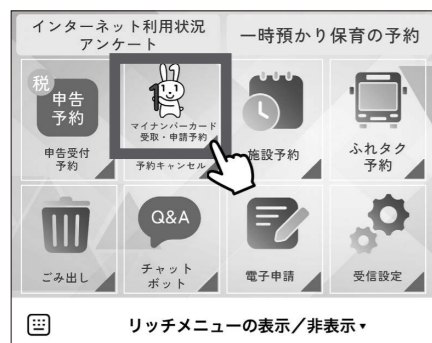 インターネット利用状況
アンケート
一時預かり保育の予約
税
申告
予約
申告受付
予約
マイナンバーカード
受取・申請予約
予約キャンセル
施設予約
ふれタク
予約
ごみ出し
Q&A
チャット
ボット
電子申請
受信設定
リッチメニューの表示／非表示▾